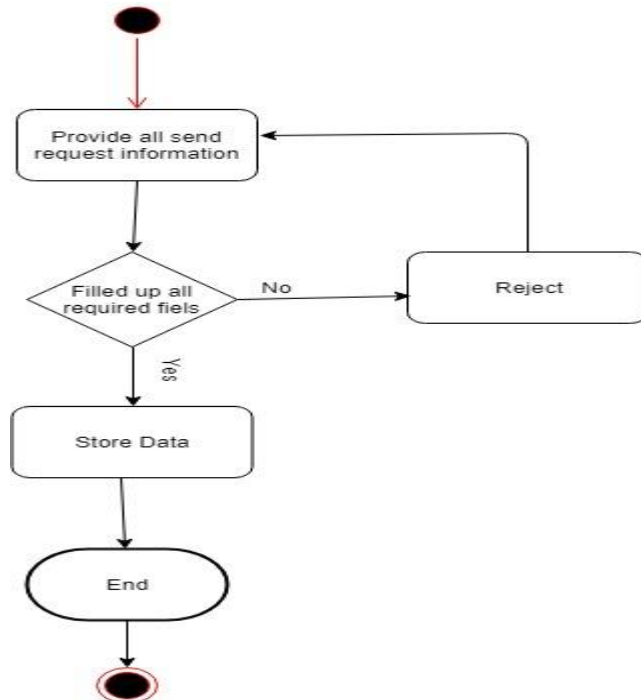 Provide all send
request information
Filled up all
required fiels
No
Reject
Yes
Store Data
End